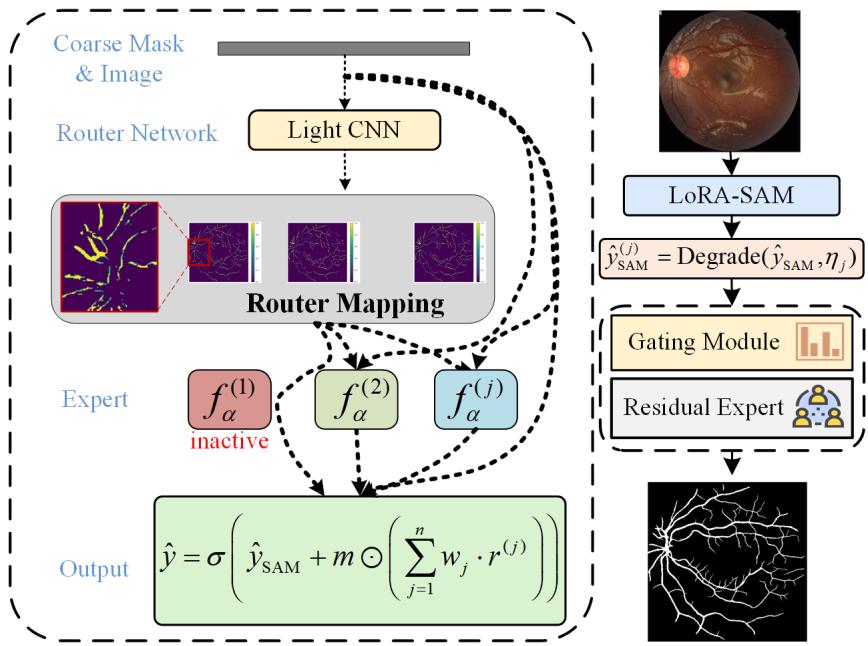 Coarse Mask
& Image
Router Network
Light CNN
Router Mapping
Expert
f_α^(1)
f_α^(2)
f_α^(j)
inactive
Output
ŷ = σ( ŷ_SAM + m ⊙ ( ∑_{j=1}^{n} w_j · r^(j) ) )
LoRA-SAM
ŷ_SAM^(j) = Degrade(ŷ_SAM, η_j)
Gating Module
Residual Expert